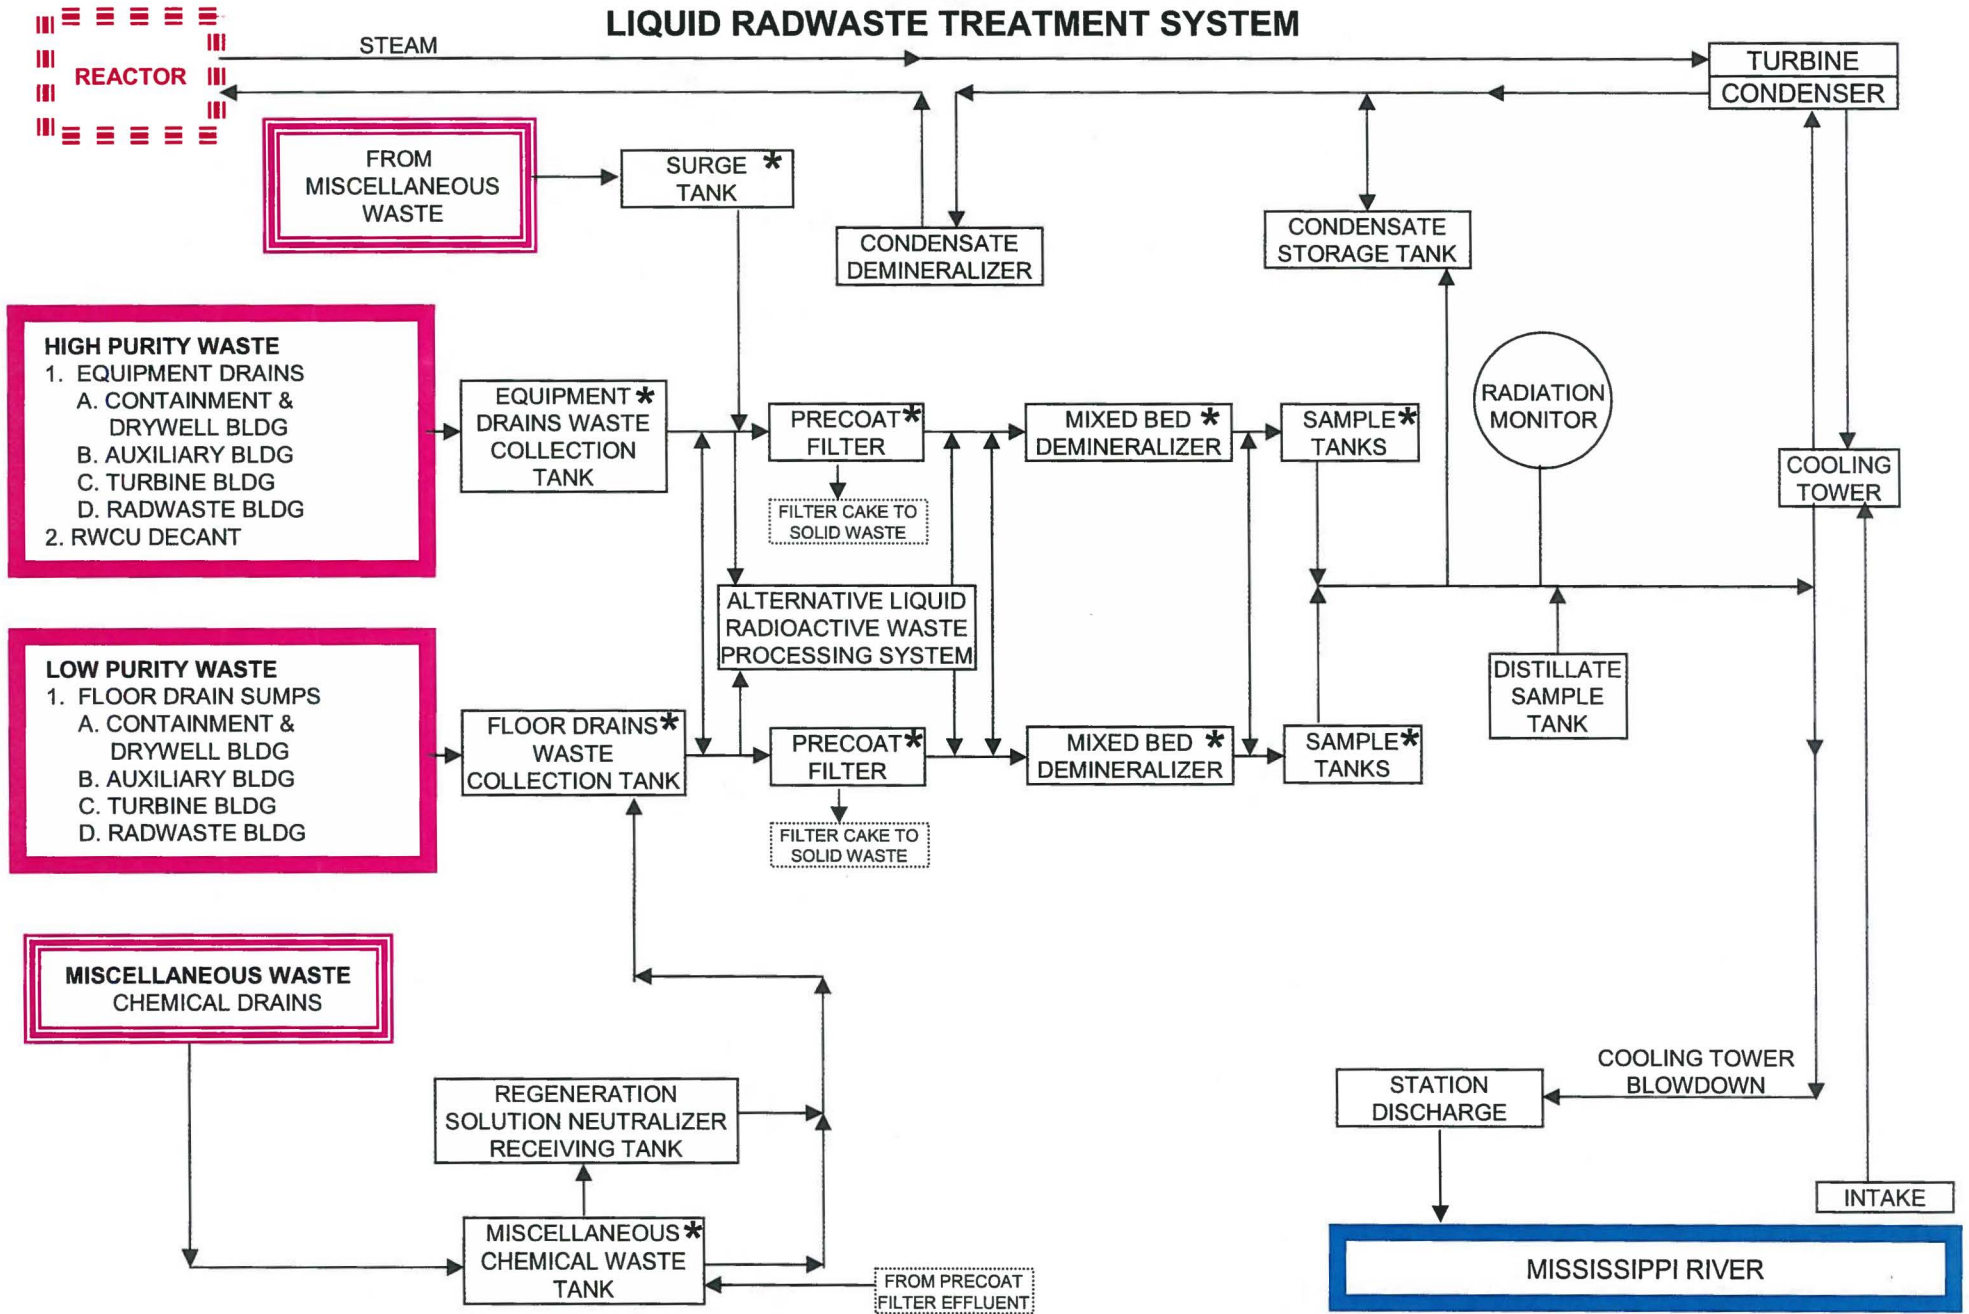 LIQUID RADWASTE TREATMENT SYSTEM
REACTOR
STEAM
TURBINE
CONDENSER
FROM
MISCELLANEOUS
WASTE
SURGE *
TANK
CONDENSATE
DEMINERALIZER
CONDENSATE
STORAGE TANK
HIGH PURITY WASTE
1. EQUIPMENT DRAINS
A. CONTAINMENT &
DRYWELL BLDG
B. AUXILIARY BLDG
C. TURBINE BLDG
D. RADWASTE BLDG
2. RWCU DECANT
EQUIPMENT *
DRAINS WASTE
COLLECTION
TANK
PRECOAT *
FILTER
FILTER CAKE TO
SOLID WASTE
MIXED BED *
DEMINERALIZER
SAMPLE *
TANKS
RADIATION
MONITOR
COOLING
TOWER
ALTERNATIVE LIQUID
RADIOACTIVE WASTE
PROCESSING SYSTEM
LOW PURITY WASTE
1. FLOOR DRAIN SUMPS
A. CONTAINMENT &
DRYWELL BLDG
B. AUXILIARY BLDG
C. TURBINE BLDG
D. RADWASTE BLDG
FLOOR DRAINS *
WASTE
COLLECTION TANK
PRECOAT *
FILTER
FILTER CAKE TO
SOLID WASTE
MIXED BED *
DEMINERALIZER
SAMPLE *
TANKS
DISTILLATE
SAMPLE
TANK
MISCELLANEOUS WASTE
CHEMICAL DRAINS
REGENERATION
SOLUTION NEUTRALIZER
RECEIVING TANK
MISCELLANEOUS *
CHEMICAL WASTE
TANK
FROM PRECOAT
FILTER EFFLUENT
COOLING TOWER
BLOWDOWN
STATION
DISCHARGE
INTAKE
MISSISSIPPI RIVER